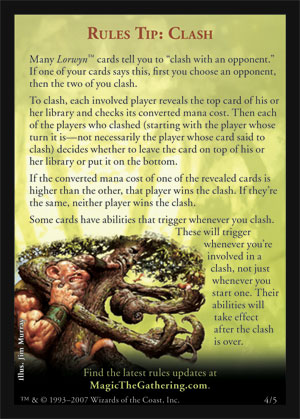 RULES TIP: CLASH
Many Lorwyn™ cards tell you to “clash with an opponent.”
If one of your cards says this, first you choose an opponent,
then the two of you clash.
To clash, each involved player reveals the top card of his or
her library and checks its converted mana cost. Then each
of the players who clashed (starting with the player whose
turn it is—not necessarily the player whose card said to
clash) decides whether to leave the card on top of his or
her library or put it on the bottom.
If the converted mana cost of one of the revealed cards is
higher than the other, that player wins the clash. If they’re
the same, neither player wins the clash.
Some cards have abilities that trigger whenever you clash.
These will trigger
whenever you’re
involved in a
clash, not just
whenever you
start one. Their
abilities will
take effect
after the clash
is over.
Illus. Jim Murray
Find the latest rules updates at
MagicTheGathering.com.
™ & © 1993–2007 Wizards of the Coast, Inc.
4/5